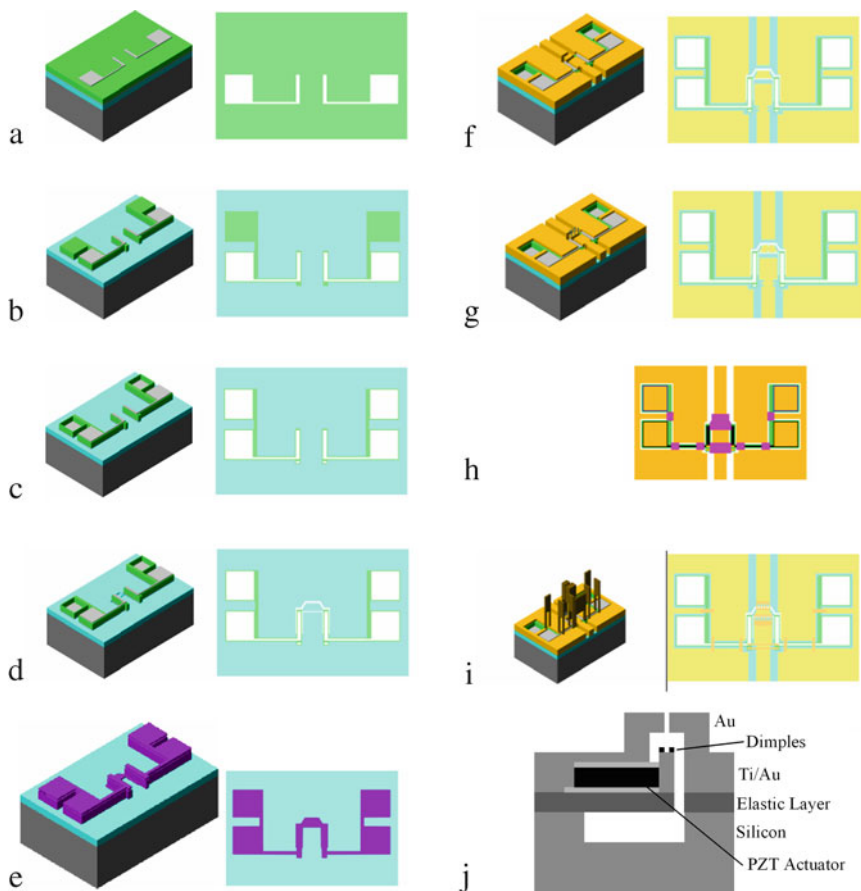 a
b
c
d
e
f
g
h
i
j
Au
Dimples
Ti/Au
Elastic Layer
Silicon
PZT Actuator